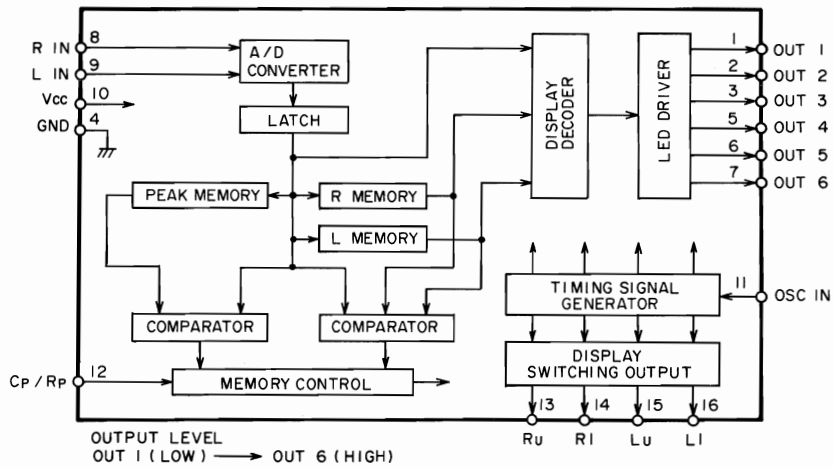 R IN
8
L IN
9
Vcc
10
GND
4
A/D
CONVERTER
LATCH
PEAK MEMORY
R MEMORY
L MEMORY
COMPARATOR
COMPARATOR
MEMORY CONTROL
CP/RP
12
DISPLAY
DECODER
LED DRIVER
1
OUT 1
2
OUT 2
3
OUT 3
5
OUT 4
6
OUT 5
7
OUT 6
TIMING SIGNAL
GENERATOR
11
OSC IN
DISPLAY
SWITCHING OUTPUT
13
14
15
16
Ru
Rl
Lu
Ll
OUTPUT LEVEL
OUT 1 (LOW) → OUT 6 (HIGH)